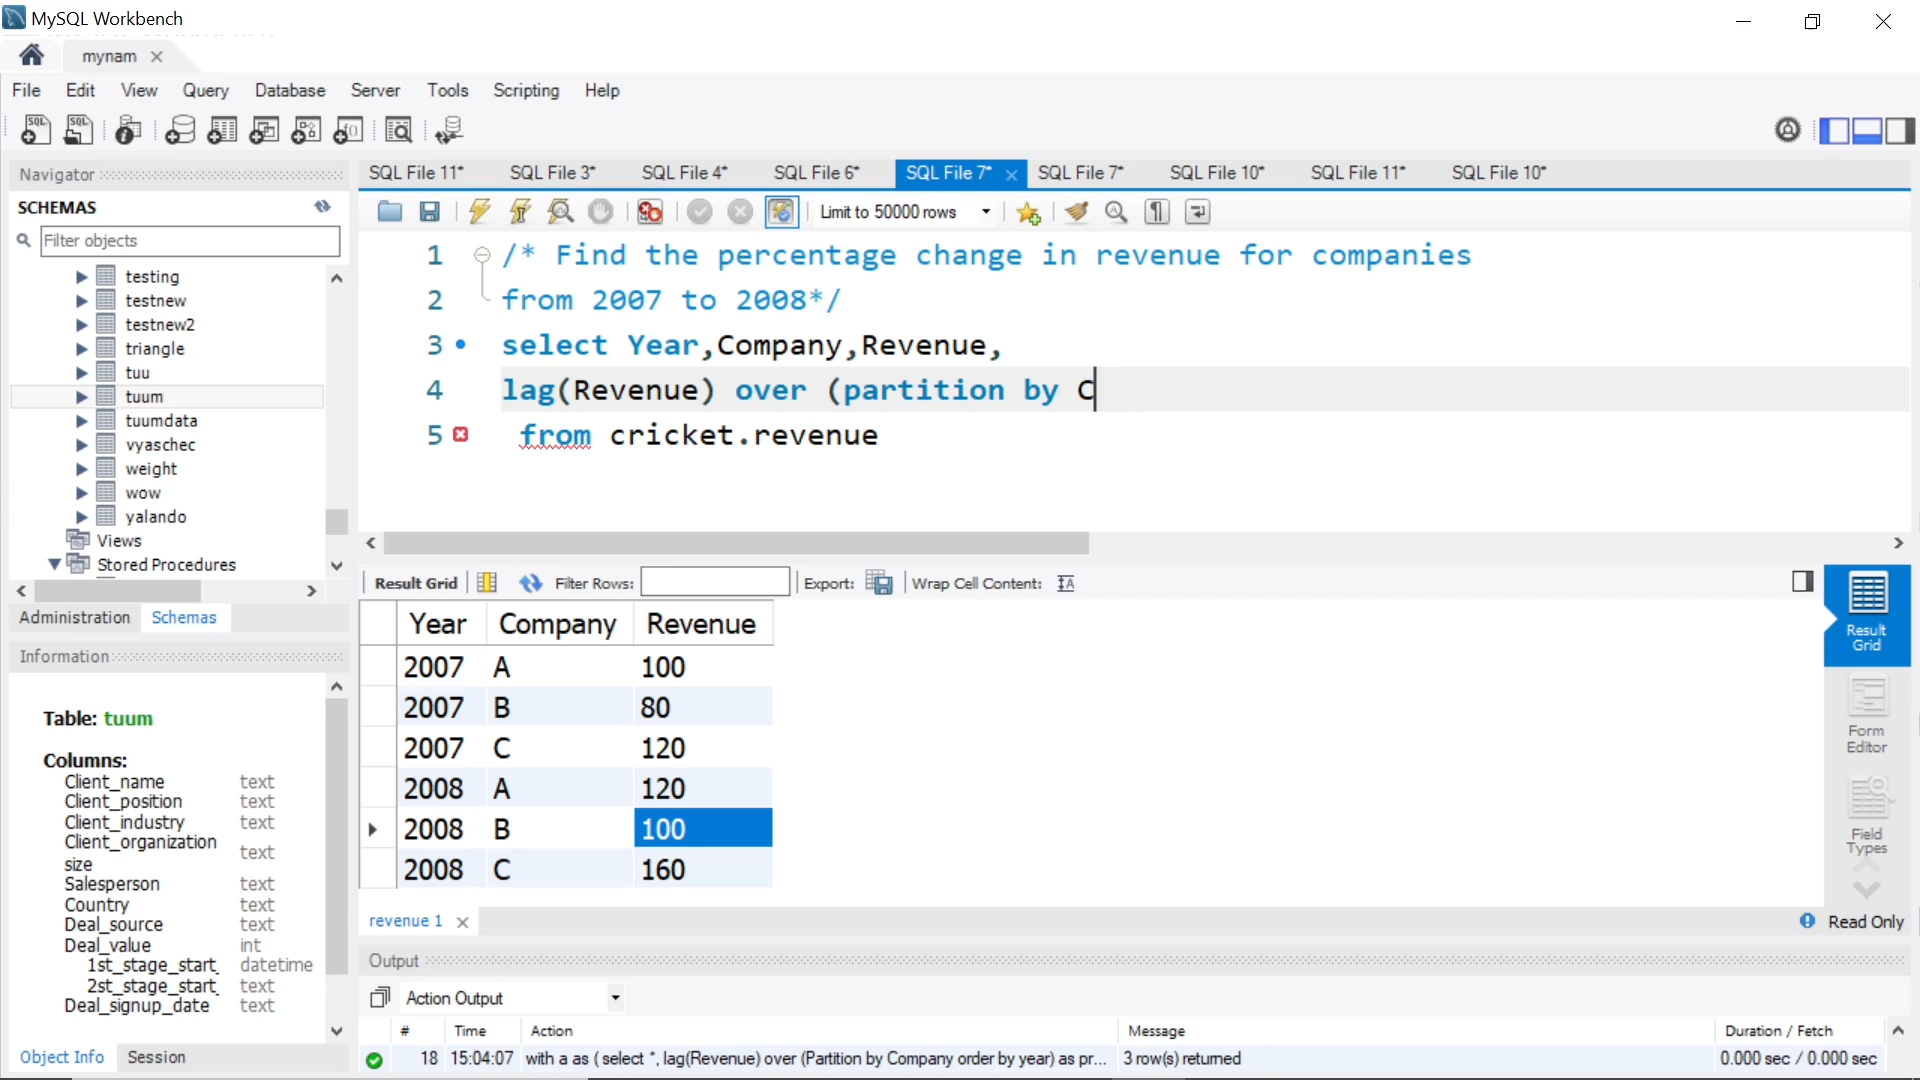 MySQL Workbench
mynam
File Edit View Query Database Server Tools Scripting Help
Navigator
SCHEMAS
Filter objects
testing
testnew
testnew2
triangle
tuu
tuum
tuumdata
vyaschec
weight
wow
yalando
Views
Stored Procedures
Administration Schemas
Information
Table: tuum
Columns:
Client_name text
Client_position text
Client_industry text
Client_organization
size text
Salesperson text
Country text
Deal_source text
Deal_value int
1st_stage_start_ datetime
2st_stage_start_ text
Deal_signup_date text
Object Info Session
SQL File 11* SQL File 3* SQL File 4* SQL File 6* SQL File 7* SQL File 7* SQL File 10* SQL File 11* SQL File 10*
Limit to 50000 rows
1 /* Find the percentage change in revenue for companies
2 from 2007 to 2008*/
3 select Year,Company,Revenue,
4 lag(Revenue) over (partition by C
5 from cricket.revenue
Result Grid Filter Rows: Export: Wrap Cell Content:
Year Company Revenue
2007 A 100
2007 B 80
2007 C 120
2008 A 120
2008 B 100
2008 C 160
Result
Grid
Form
Editor
Field
Types
revenue 1 Read Only
Output
Action Output
# Time Action Message Duration / Fetch
18 15:04:07 with a as ( select *, lag(Revenue) over (Partition by Company order by year) as pr... 3 row(s) returned 0.000 sec / 0.000 sec